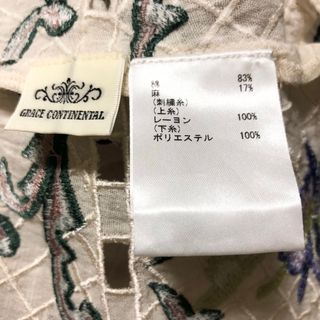 GRACE CONTINENTAL
綿 83%
麻 17%
(刺繍糸)
(上糸)
レーヨン 100%
(下糸)
ポリエステル 100%